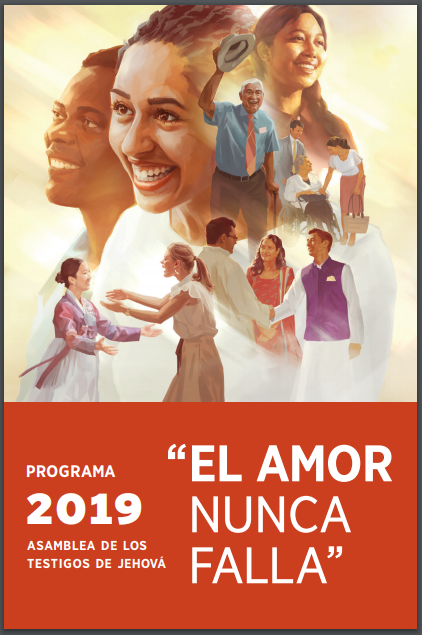 PROGRAMA
2019
ASAMBLEA DE LOS
TESTIGOS DE JEHOVÁ
“EL AMOR
NUNCA
FALLA”